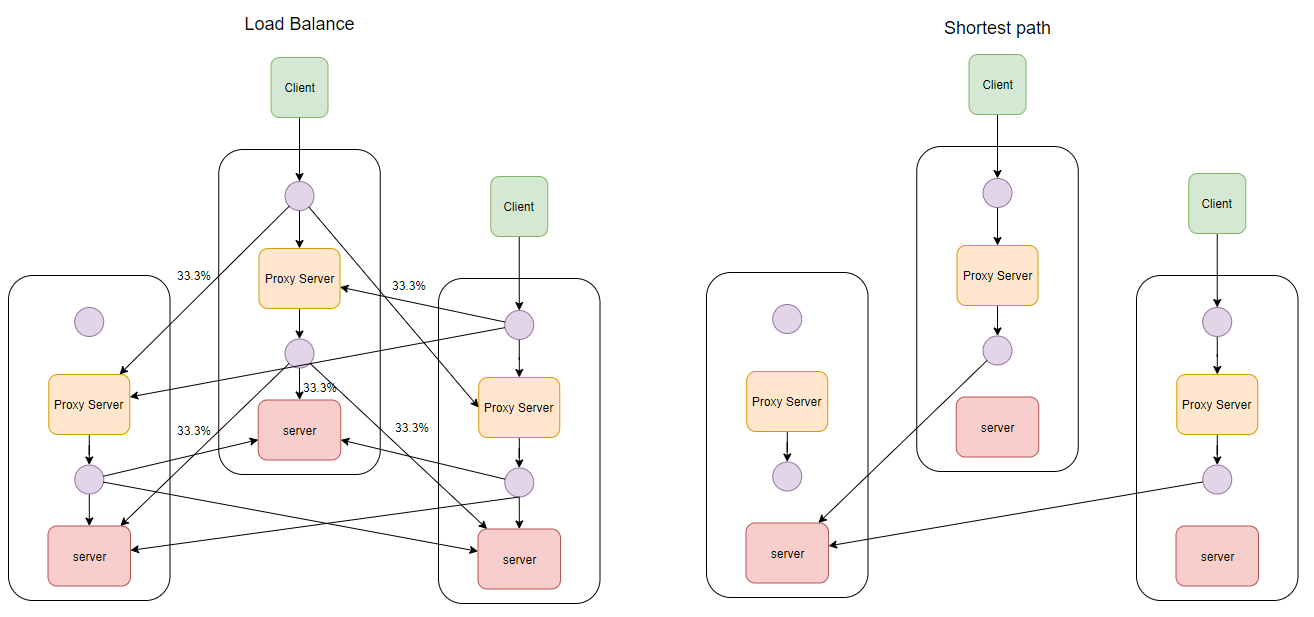 Load Balance
Client
Client
33.3%
Proxy Server
33.3%
Proxy Server
Proxy Server
33.3%
33.3%
server
33.3%
server
server
Shortest path
Client
Client
Proxy Server
Proxy Server
Proxy Server
server
server
server